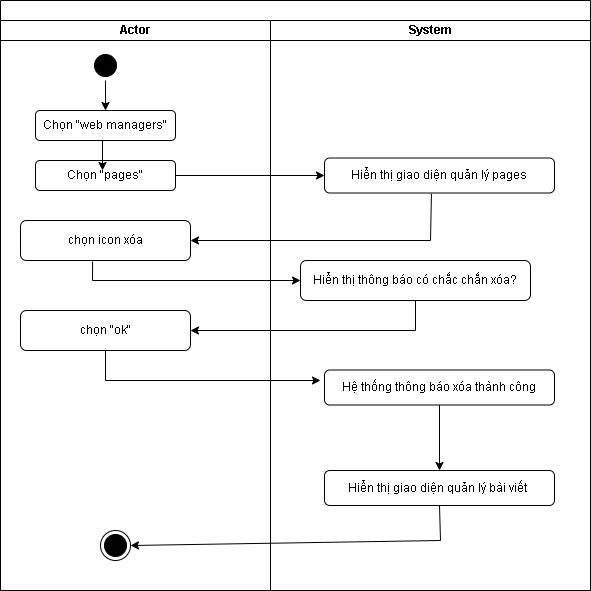 Actor
System
Chọn "web managers"
Chọn "pages"
Hiển thị giao diện quản lý pages
chọn icon xóa
Hiển thị thông báo có chắc chắn xóa?
chọn "ok"
Hệ thống thông báo xóa thành công
Hiển thị giao diện quản lý bài viết